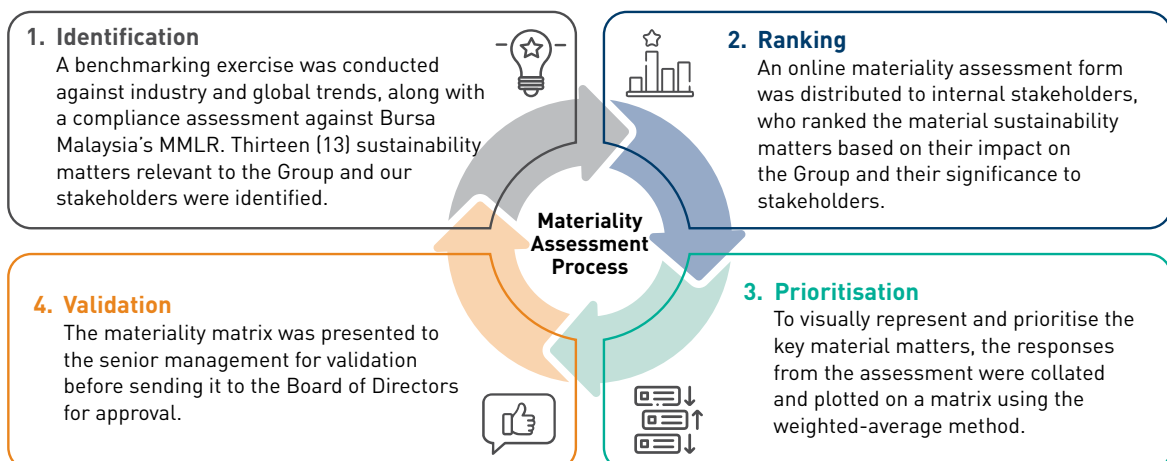 1. Identification
A benchmarking exercise was conducted
against industry and global trends, along with
a compliance assessment against Bursa
Malaysia's MMLR. Thirteen (13) sustainability
matters relevant to the Group and our
stakeholders were identified.
2. Ranking
An online materiality assessment form
was distributed to internal stakeholders,
who ranked the material sustainability
matters based on their impact on
the Group and their significance to
stakeholders.
Materiality
Assessment
Process
3. Prioritisation
To visually represent and prioritise the
key material matters, the responses
from the assessment were collated
and plotted on a matrix using the
weighted-average method.
4. Validation
The materiality matrix was presented to
the senior management for validation
before sending it to the Board of Directors
for approval.